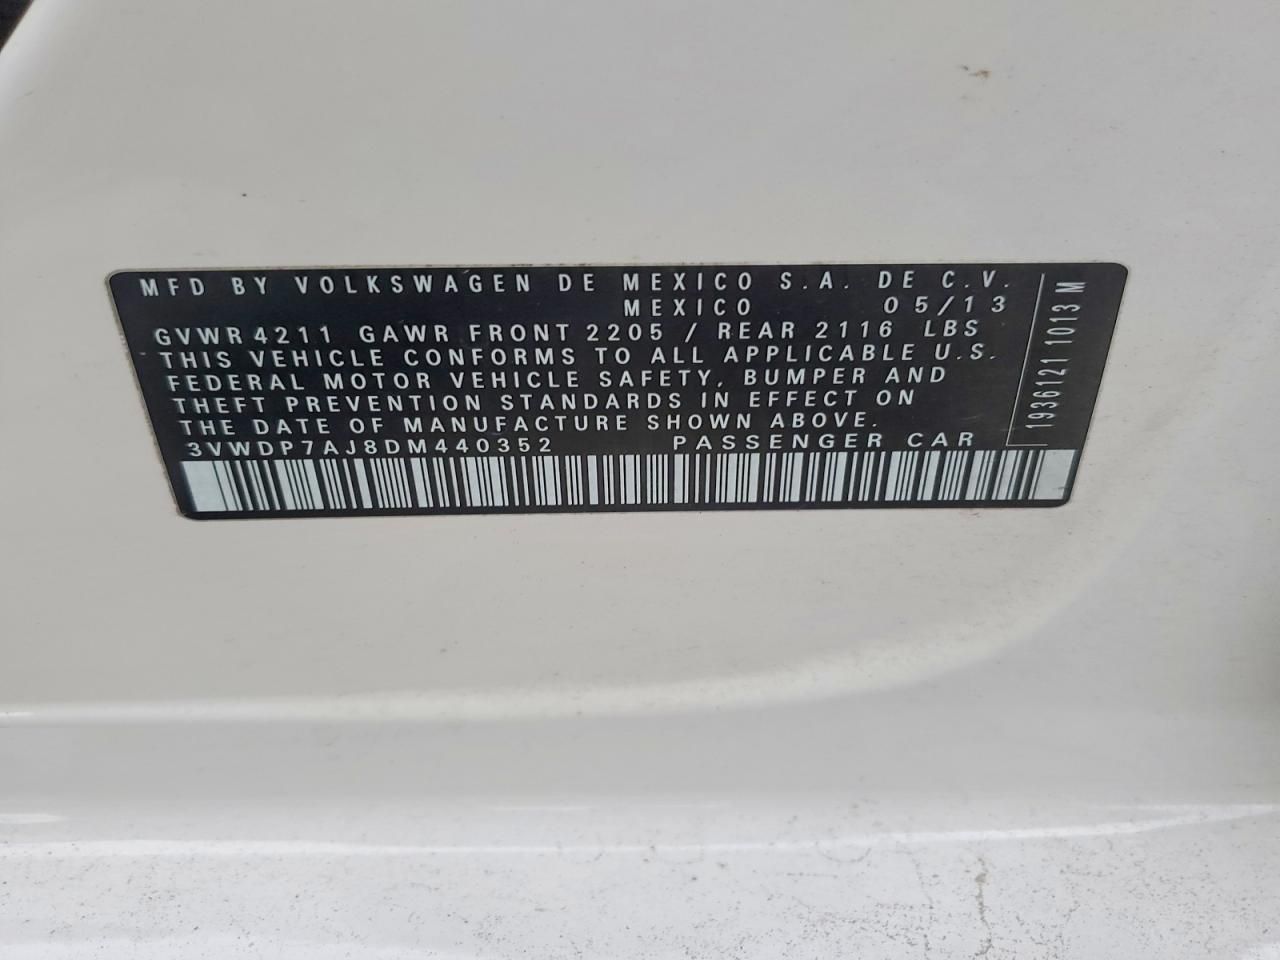 MFD BY VOLKSWAGEN DE MEXICO S.A. DE C.V.
MEXICO 05/13
GVWR 4211 GAWR FRONT 2205 / REAR 2116 LBS
THIS VEHICLE CONFORMS TO ALL APPLICABLE U.S.
FEDERAL MOTOR VEHICLE SAFETY, BUMPER AND
THEFT PREVENTION STANDARDS IN EFFECT ON
THE DATE OF MANUFACTURE SHOWN ABOVE.
3VWDP7AJ8DM440352 PASSENGER CAR
1936121 1013 M